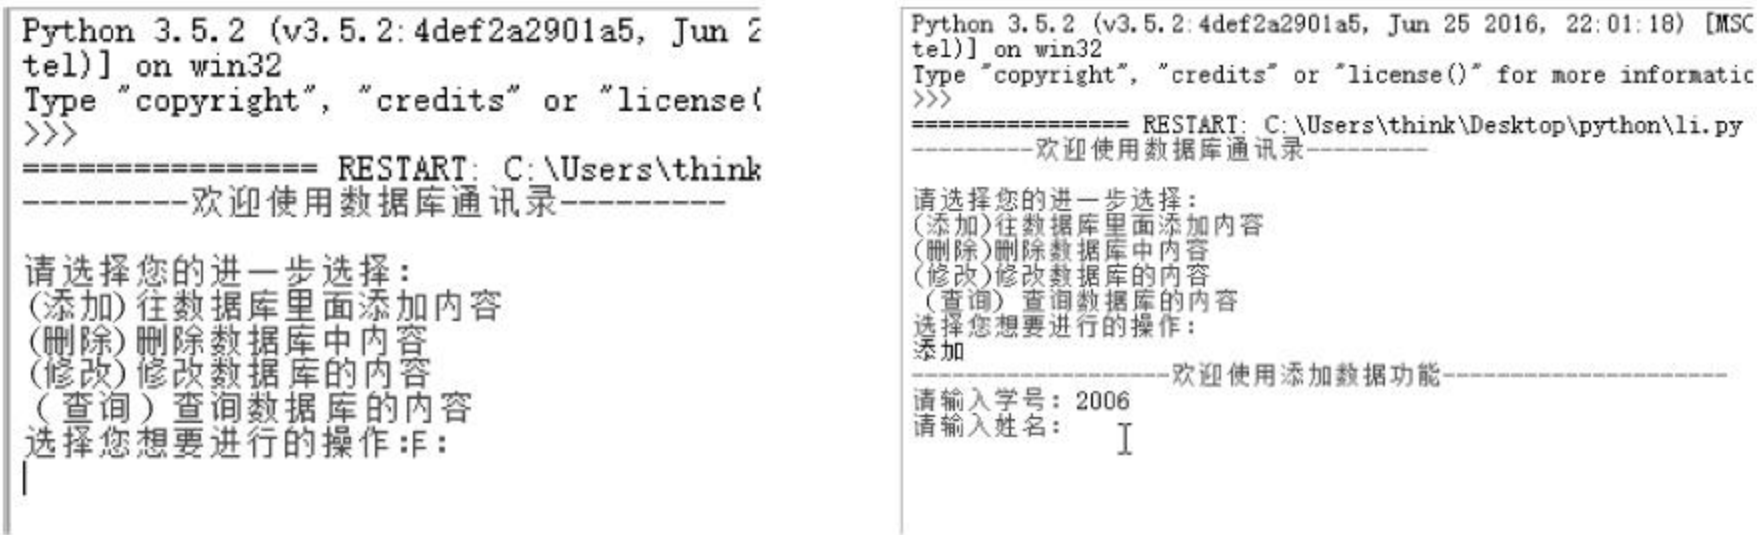 Python 3.5.2 (v3.5.2:4def2a2901a5, Jun 2
tel)] on win32
Type "copyright", "credits" or "license(
>>>
================ RESTART: C:\Users\think
---------欢迎使用数据库通讯录---------
请选择您的进一步选择:
(添加)往数据库里面添加内容
(删除)删除数据库中内容
(修改)修改数据库的内容
（查询）查询数据库的内容
选择您想要进行的操作:F:
Python 3.5.2 (v3.5.2:4def2a2901a5, Jun 25 2016, 22:01:18) [MSC
tel)] on win32
Type "copyright", "credits" or "license()" for more informatic
>>>
================ RESTART: C:\Users\think\Desktop\python\li.py
---------欢迎使用数据库通讯录---------
请选择您的进一步选择:
(添加)往数据库里面添加内容
(删除)删除数据库中内容
(修改)修改数据库的内容
（查询）查询数据库的内容
选择您想要进行的操作:
添加
-------------------欢迎使用添加数据功能---------------------
请输入学号: 2006
请输入姓名: